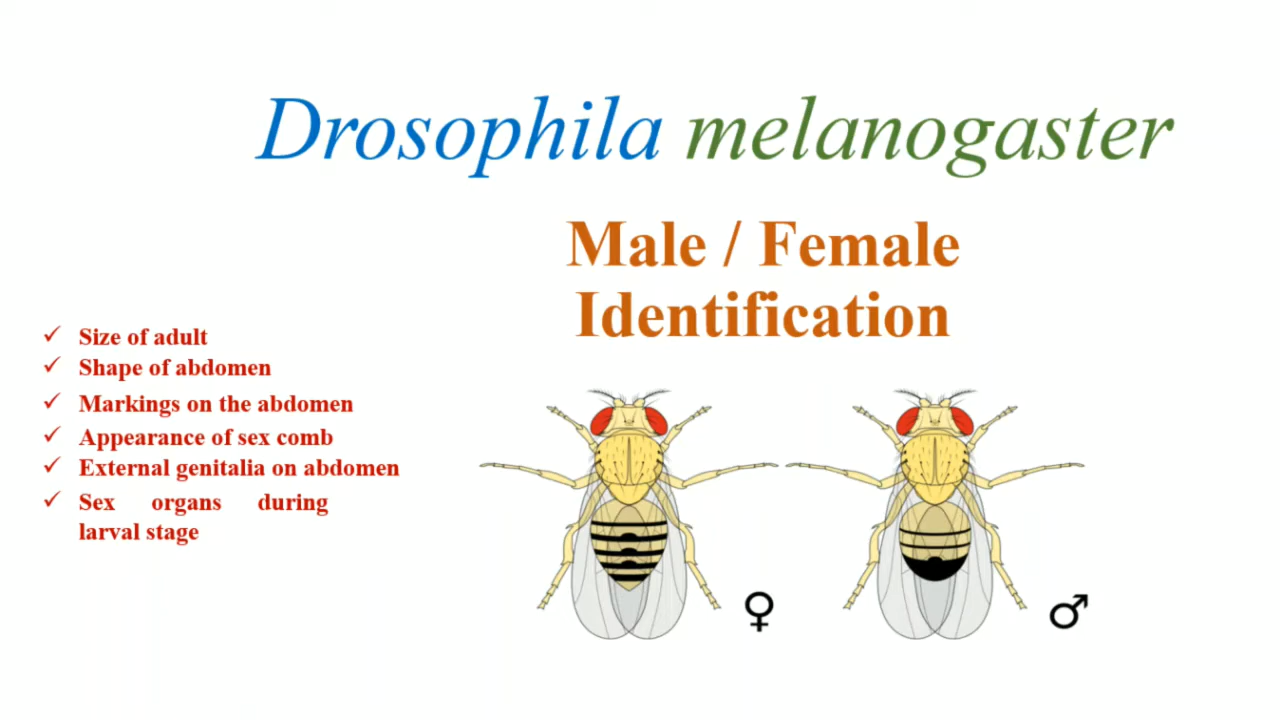 Drosophila melanogaster
Male / Female
Identification
✓ Size of adult
✓ Shape of abdomen
✓ Markings on the abdomen
✓ Appearance of sex comb
✓ External genitalia on abdomen
✓ Sex organs during
larval stage
♀
♂